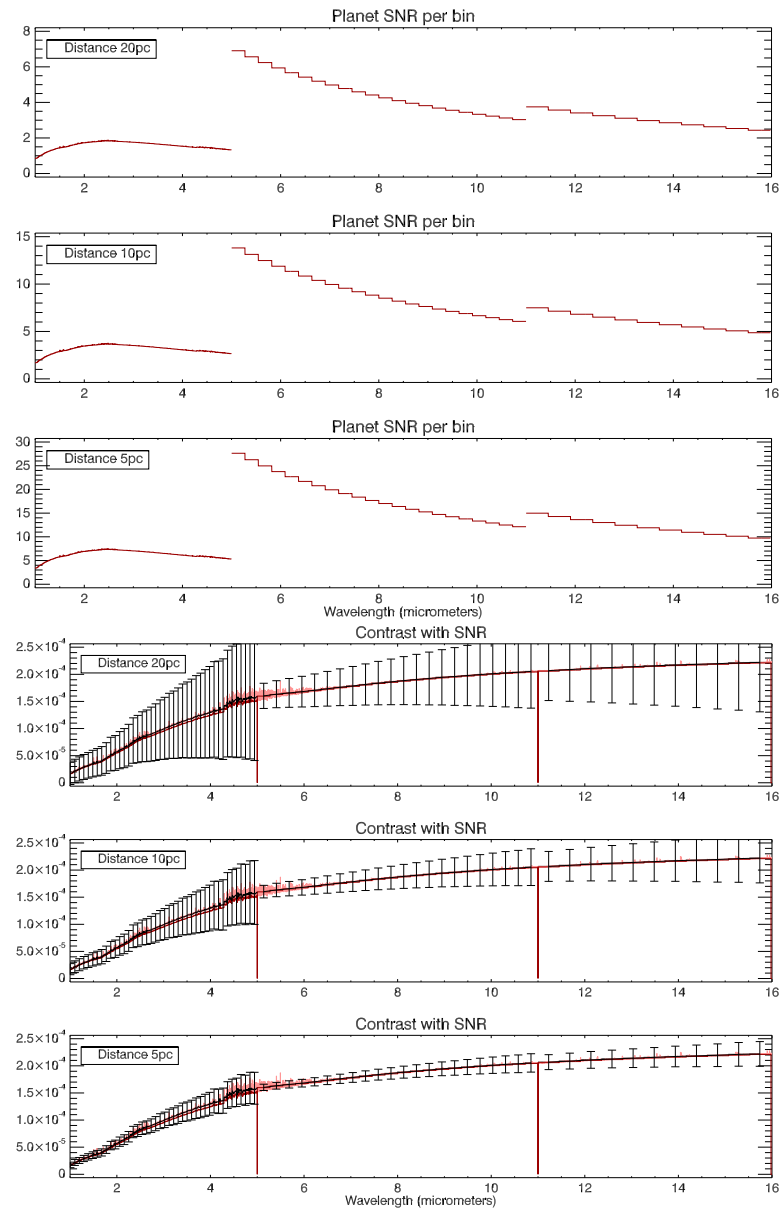 Planet SNR per bin
8
6
4
2
0
Distance 20pc
2 4 6 8 10 12 14 16
Planet SNR per bin
15
10
5
0
Distance 10pc
2 4 6 8 10 12 14 16
Planet SNR per bin
30
25
20
15
10
5
0
Distance 5pc
2 4 6 8 10 12 14 16
Wavelength (micrometers)
Contrast with SNR
2.5×10⁻⁴
2.0×10⁻⁴
1.5×10⁻⁴
1.0×10⁻⁴
5.0×10⁻⁵
0
Distance 20pc
2 4 6 8 10 12 14 16
Contrast with SNR
2.5×10⁻⁴
2.0×10⁻⁴
1.5×10⁻⁴
1.0×10⁻⁴
5.0×10⁻⁵
0
Distance 10pc
2 4 6 8 10 12 14 16
Contrast with SNR
2.5×10⁻⁴
2.0×10⁻⁴
1.5×10⁻⁴
1.0×10⁻⁴
5.0×10⁻⁵
0
Distance 5pc
2 4 6 8 10 12 14 16
Wavelength (micrometers)